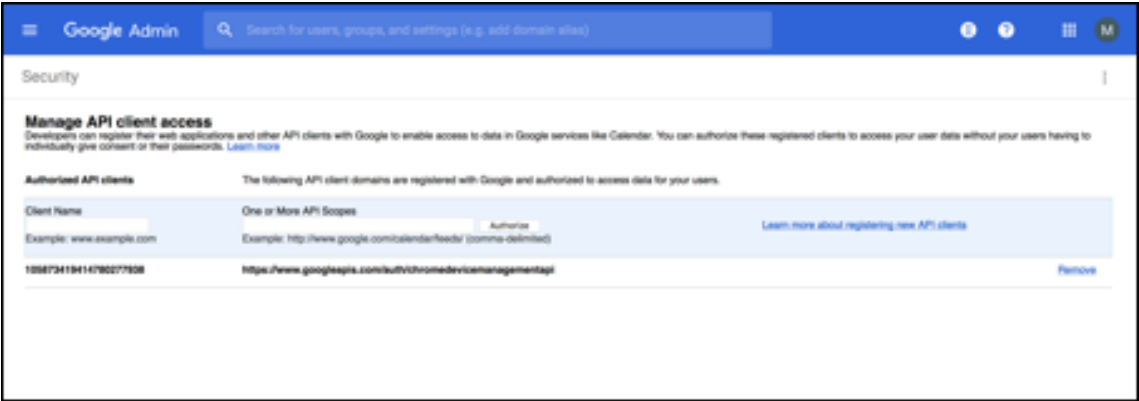 Google Admin
Search for users, groups, and settings (e.g. add domain alias)
M
Security
Manage API client access
Developers can register their web applications and other API clients with Google to enable access to data in Google services like Calendar. You can authorize these registered clients to access your user data without your users having to
individually give consent or their passwords. Learn more
Authorized API clients The following API client domains are registered with Google and authorized to access data for your users.
Client Name One or More API Scopes
Authorize Learn more about registering new API clients
Example: www.example.com Example: http://www.google.com/calendar/feeds/ (comma-delimited)
https://www.googleapis.com/auth/chromedevicemanagementapi Remove